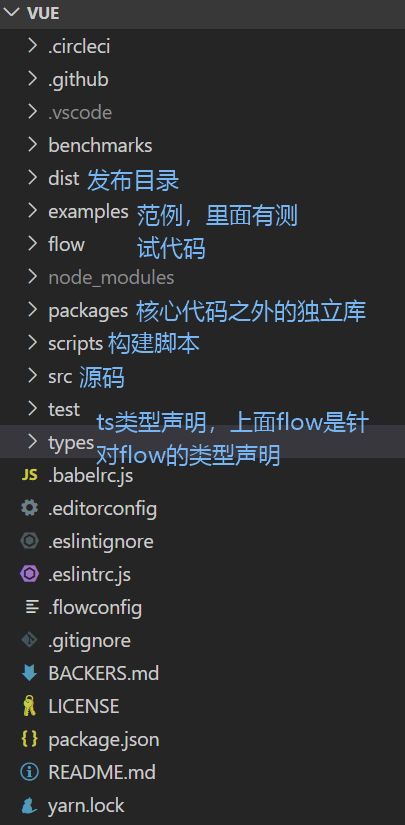 VUE
.circleci
.github
.vscode
benchmarks
dist 发布目录
examples 范例，里面有测
flow 试代码
node_modules
packages 核心代码之外的独立库
scripts 构建脚本
src 源码
test
ts类型声明，上面flow是针
types 对flow的类型声明
JS .babelrc.js
.editorconfig
.eslintignore
.eslintrc.js
.flowconfig
.gitignore
BACKERS.md
LICENSE
{ } package.json
README.md
yarn.lock